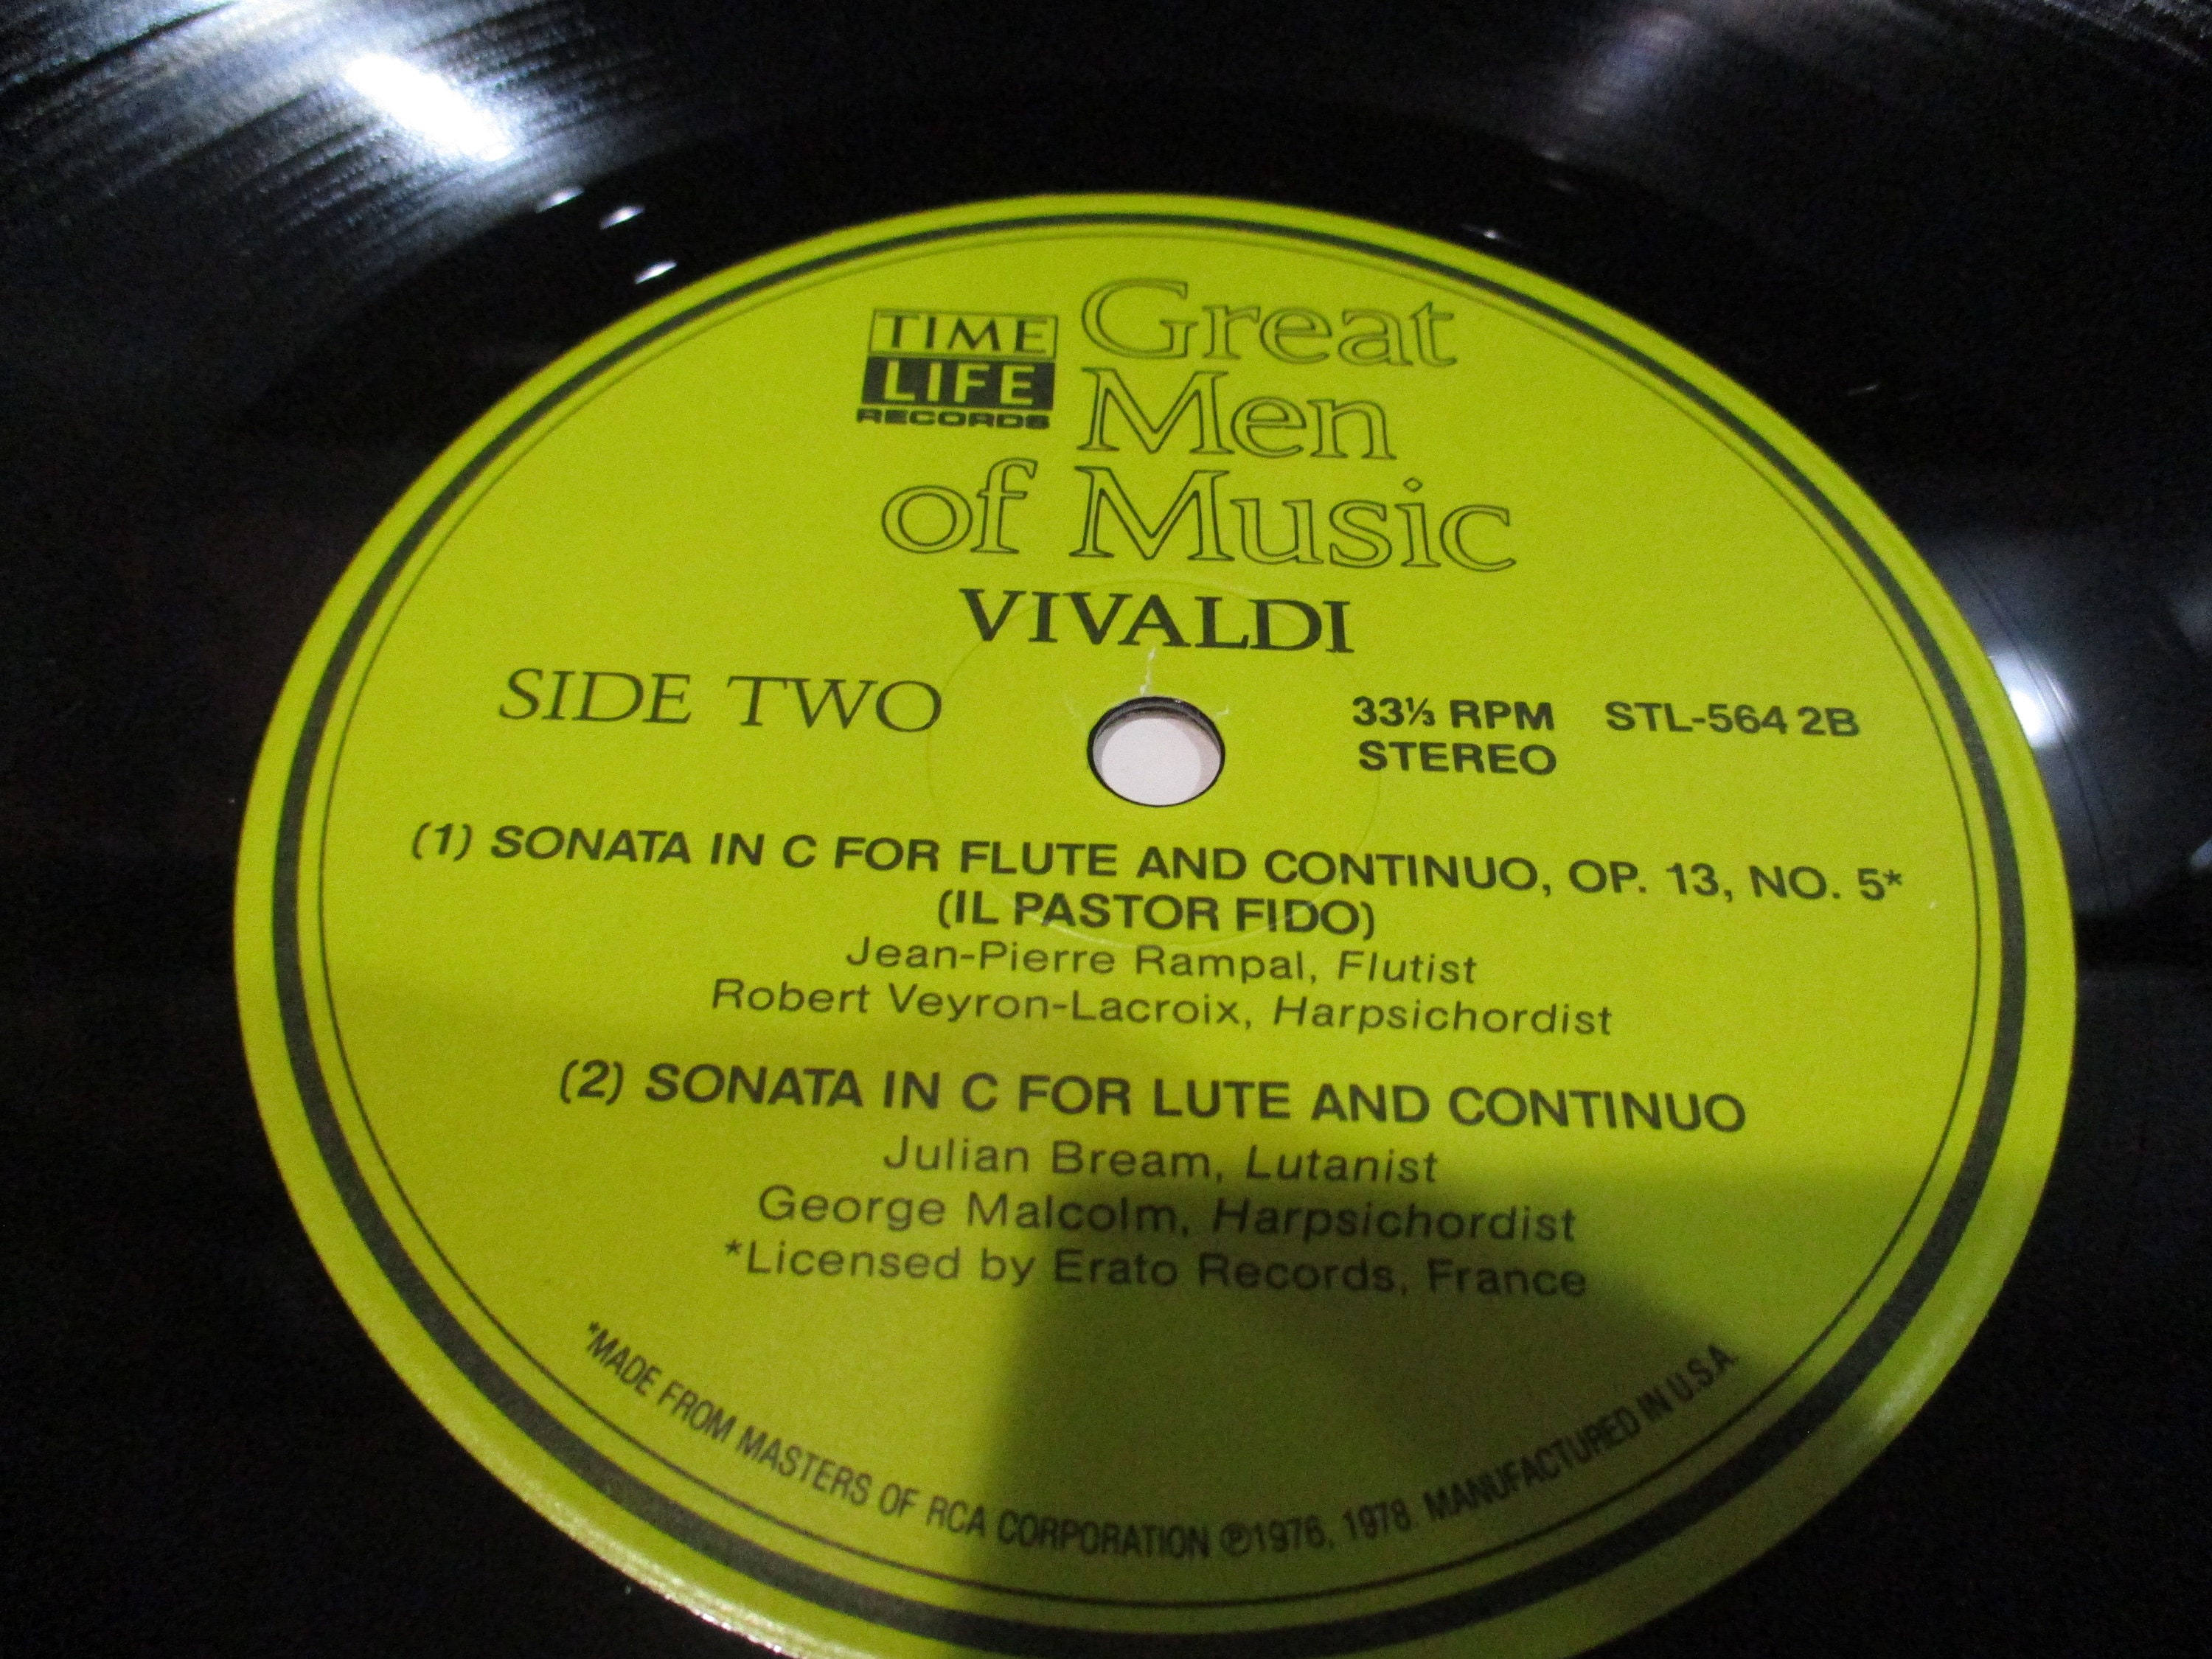 TIME
LIFE
RECORDS
Great
Men
of Music
VIVALDI
SIDE TWO
33⅓ RPM STL-564 2B
STEREO
(1) SONATA IN C FOR FLUTE AND CONTINUO, OP. 13, NO. 5*
(IL PASTOR FIDO)
Jean-Pierre Rampal, Flutist
Robert Veyron-Lacroix, Harpsichordist
(2) SONATA IN C FOR LUTE AND CONTINUO
Julian Bream, Lutanist
George Malcolm, Harpsichordist
*Licensed by Erato Records, France
*MADE FROM MASTERS OF RCA CORPORATION ℗1976, 1978. MANUFACTURED IN U.S.A.